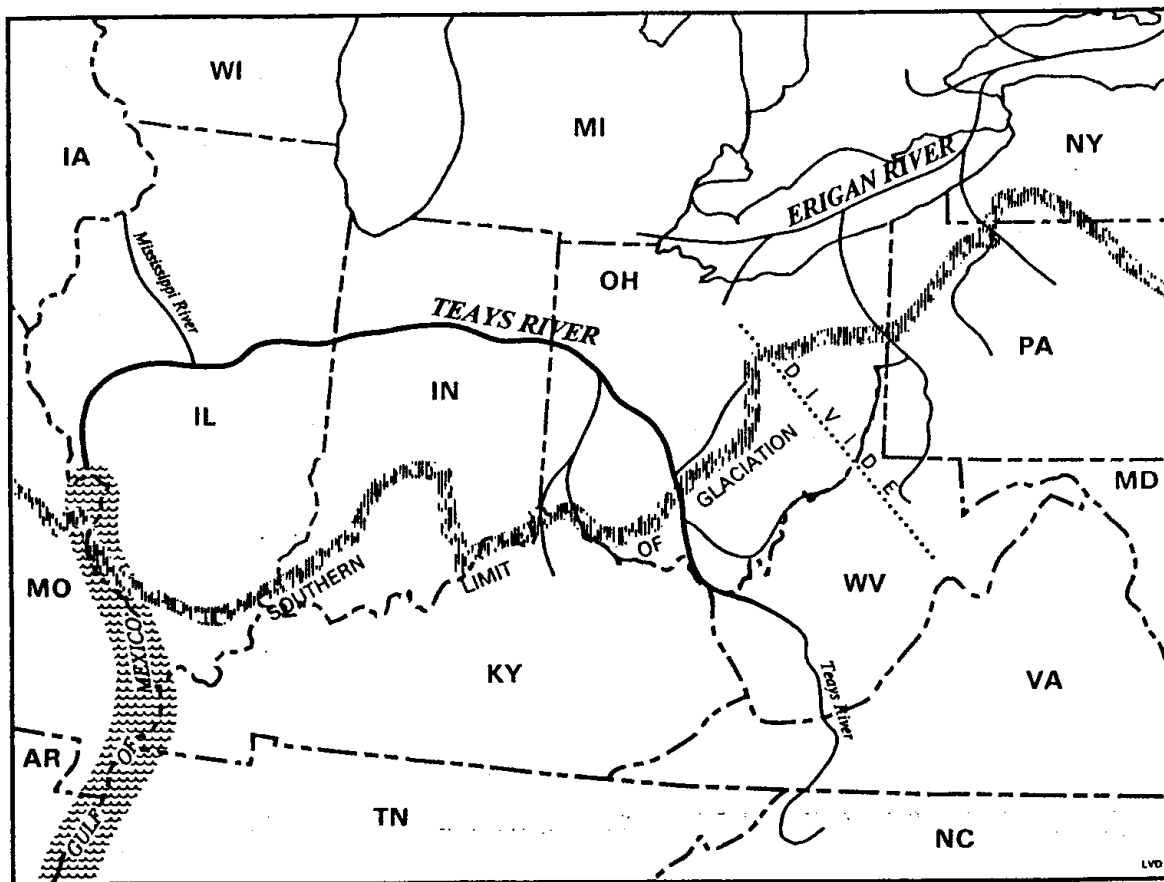 WI
MI
IA
NY
ERIGAN RIVER
Mississippi River
OH
TEAYS RIVER
PA
IL
IN
DIVIDE
SOUTHERN LIMIT OF GLACIATION
MD
MO
WV
KY
VA
Teays River
GULF OF MEXICO
AR
TN
NC
LVD